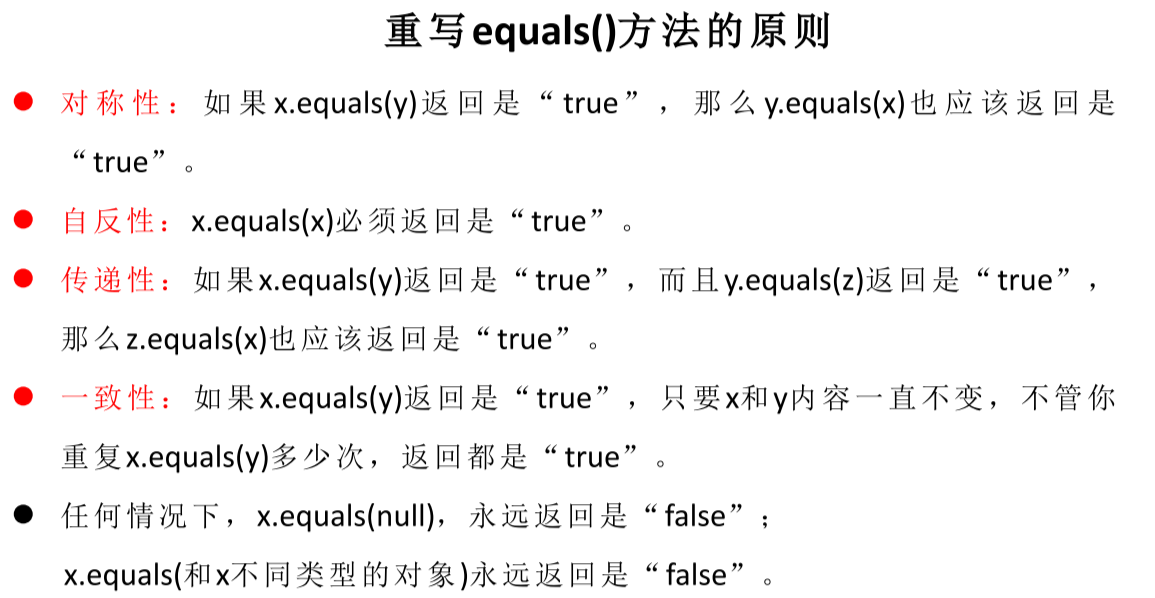 重写equals()方法的原则
● 对称性：如果x.equals(y)返回是“true”，那么y.equals(x)也应该返回是
“true”。
● 自反性：x.equals(x)必须返回是“true”。
● 传递性：如果x.equals(y)返回是“true”，而且y.equals(z)返回是“true”，
那么z.equals(x)也应该返回是“true”。
● 一致性：如果x.equals(y)返回是“true”，只要x和y内容一直不变，不管你
重复x.equals(y)多少次，返回都是“true”。
● 任何情况下，x.equals(null)，永远返回是“false”；
x.equals(和x不同类型的对象)永远返回是“false”。